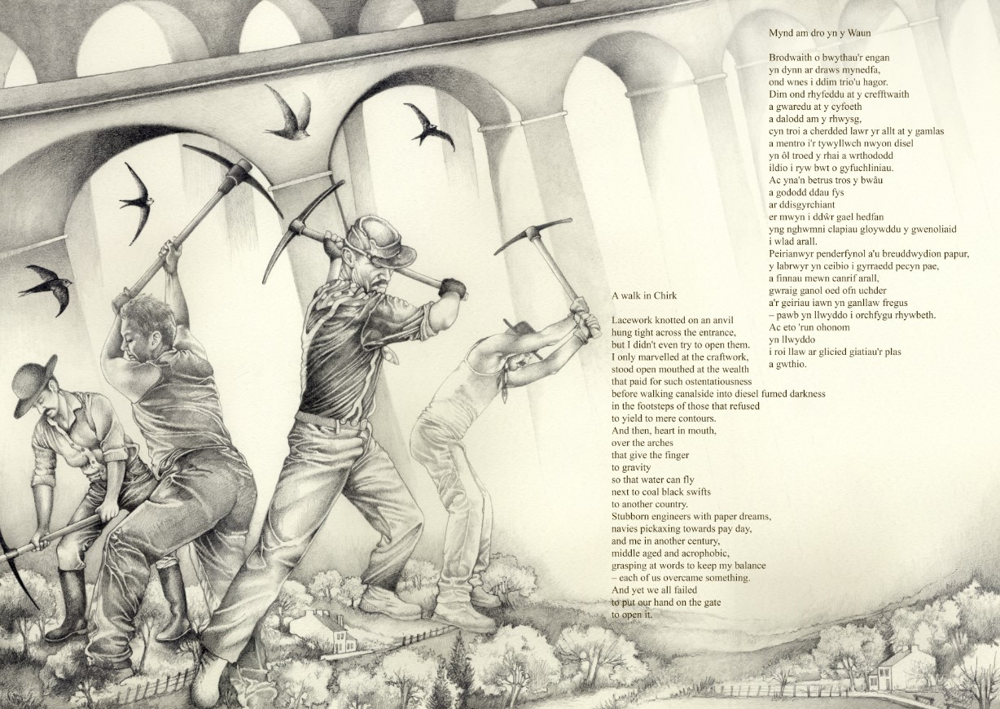 Mynd am dro yn y Waun
Brodwaith o bwythau'r engan
yn dynn ar draws mynedfa,
ond wnes i ddim trio'u hagor.
Dim ond rhyfeddu at y crefftwaith
a gwaredu at y cyfoeth
a dalodd am y rhwysg,
cyn troi a cherdded lawr yr allt at y gamlas
a mentro i'r tywyllwch nwyon disel
yn ôl troed y rhai a wrthododd
ildio i ryw bwt o gyfuchliniau.
Ac yna'n betrus tros y bwâu
a gododd ddau fys
ar ddisgyrchiant
er mwyn i ddŵr gael hedfan
yng nghwmni clapiau gloywddu y gwenoliaid
i wlad arall.
Peirianwyr penderfynol a'u breuddwydion papur,
y labrwyr yn ceibio i gyrraedd pecyn pae,
a finnau mewn canrif arall,
gwraig ganol oed ofn uchder
a'r geiriau iawn yn ganllaw fregus
– pawb yn llwyddo i orchfygu rhywbeth.
Ac eto 'run ohonom
yn llwyddo
i roi llaw ar glicied giatiau'r plas
a gwthio.
A walk in Chirk
Lacework knotted on an anvil
hung tight across the entrance,
but I didn't even try to open them.
I only marvelled at the craftwork,
stood open mouthed at the wealth
that paid for such ostentatiousness
before walking canalside into diesel fumed darkness
in the footsteps of those that refused
to yield to mere contours.
And then, heart in mouth,
over the arches
that give the finger
to gravity
so that water can fly
next to coal black swifts
to another country.
Stubborn engineers with paper dreams,
navies pickaxing towards pay day,
and me in another century,
middle aged and acrophobic,
grasping at words to keep my balance
– each of us overcame something.
And yet we all failed
to put our hand on the gate
to open it.